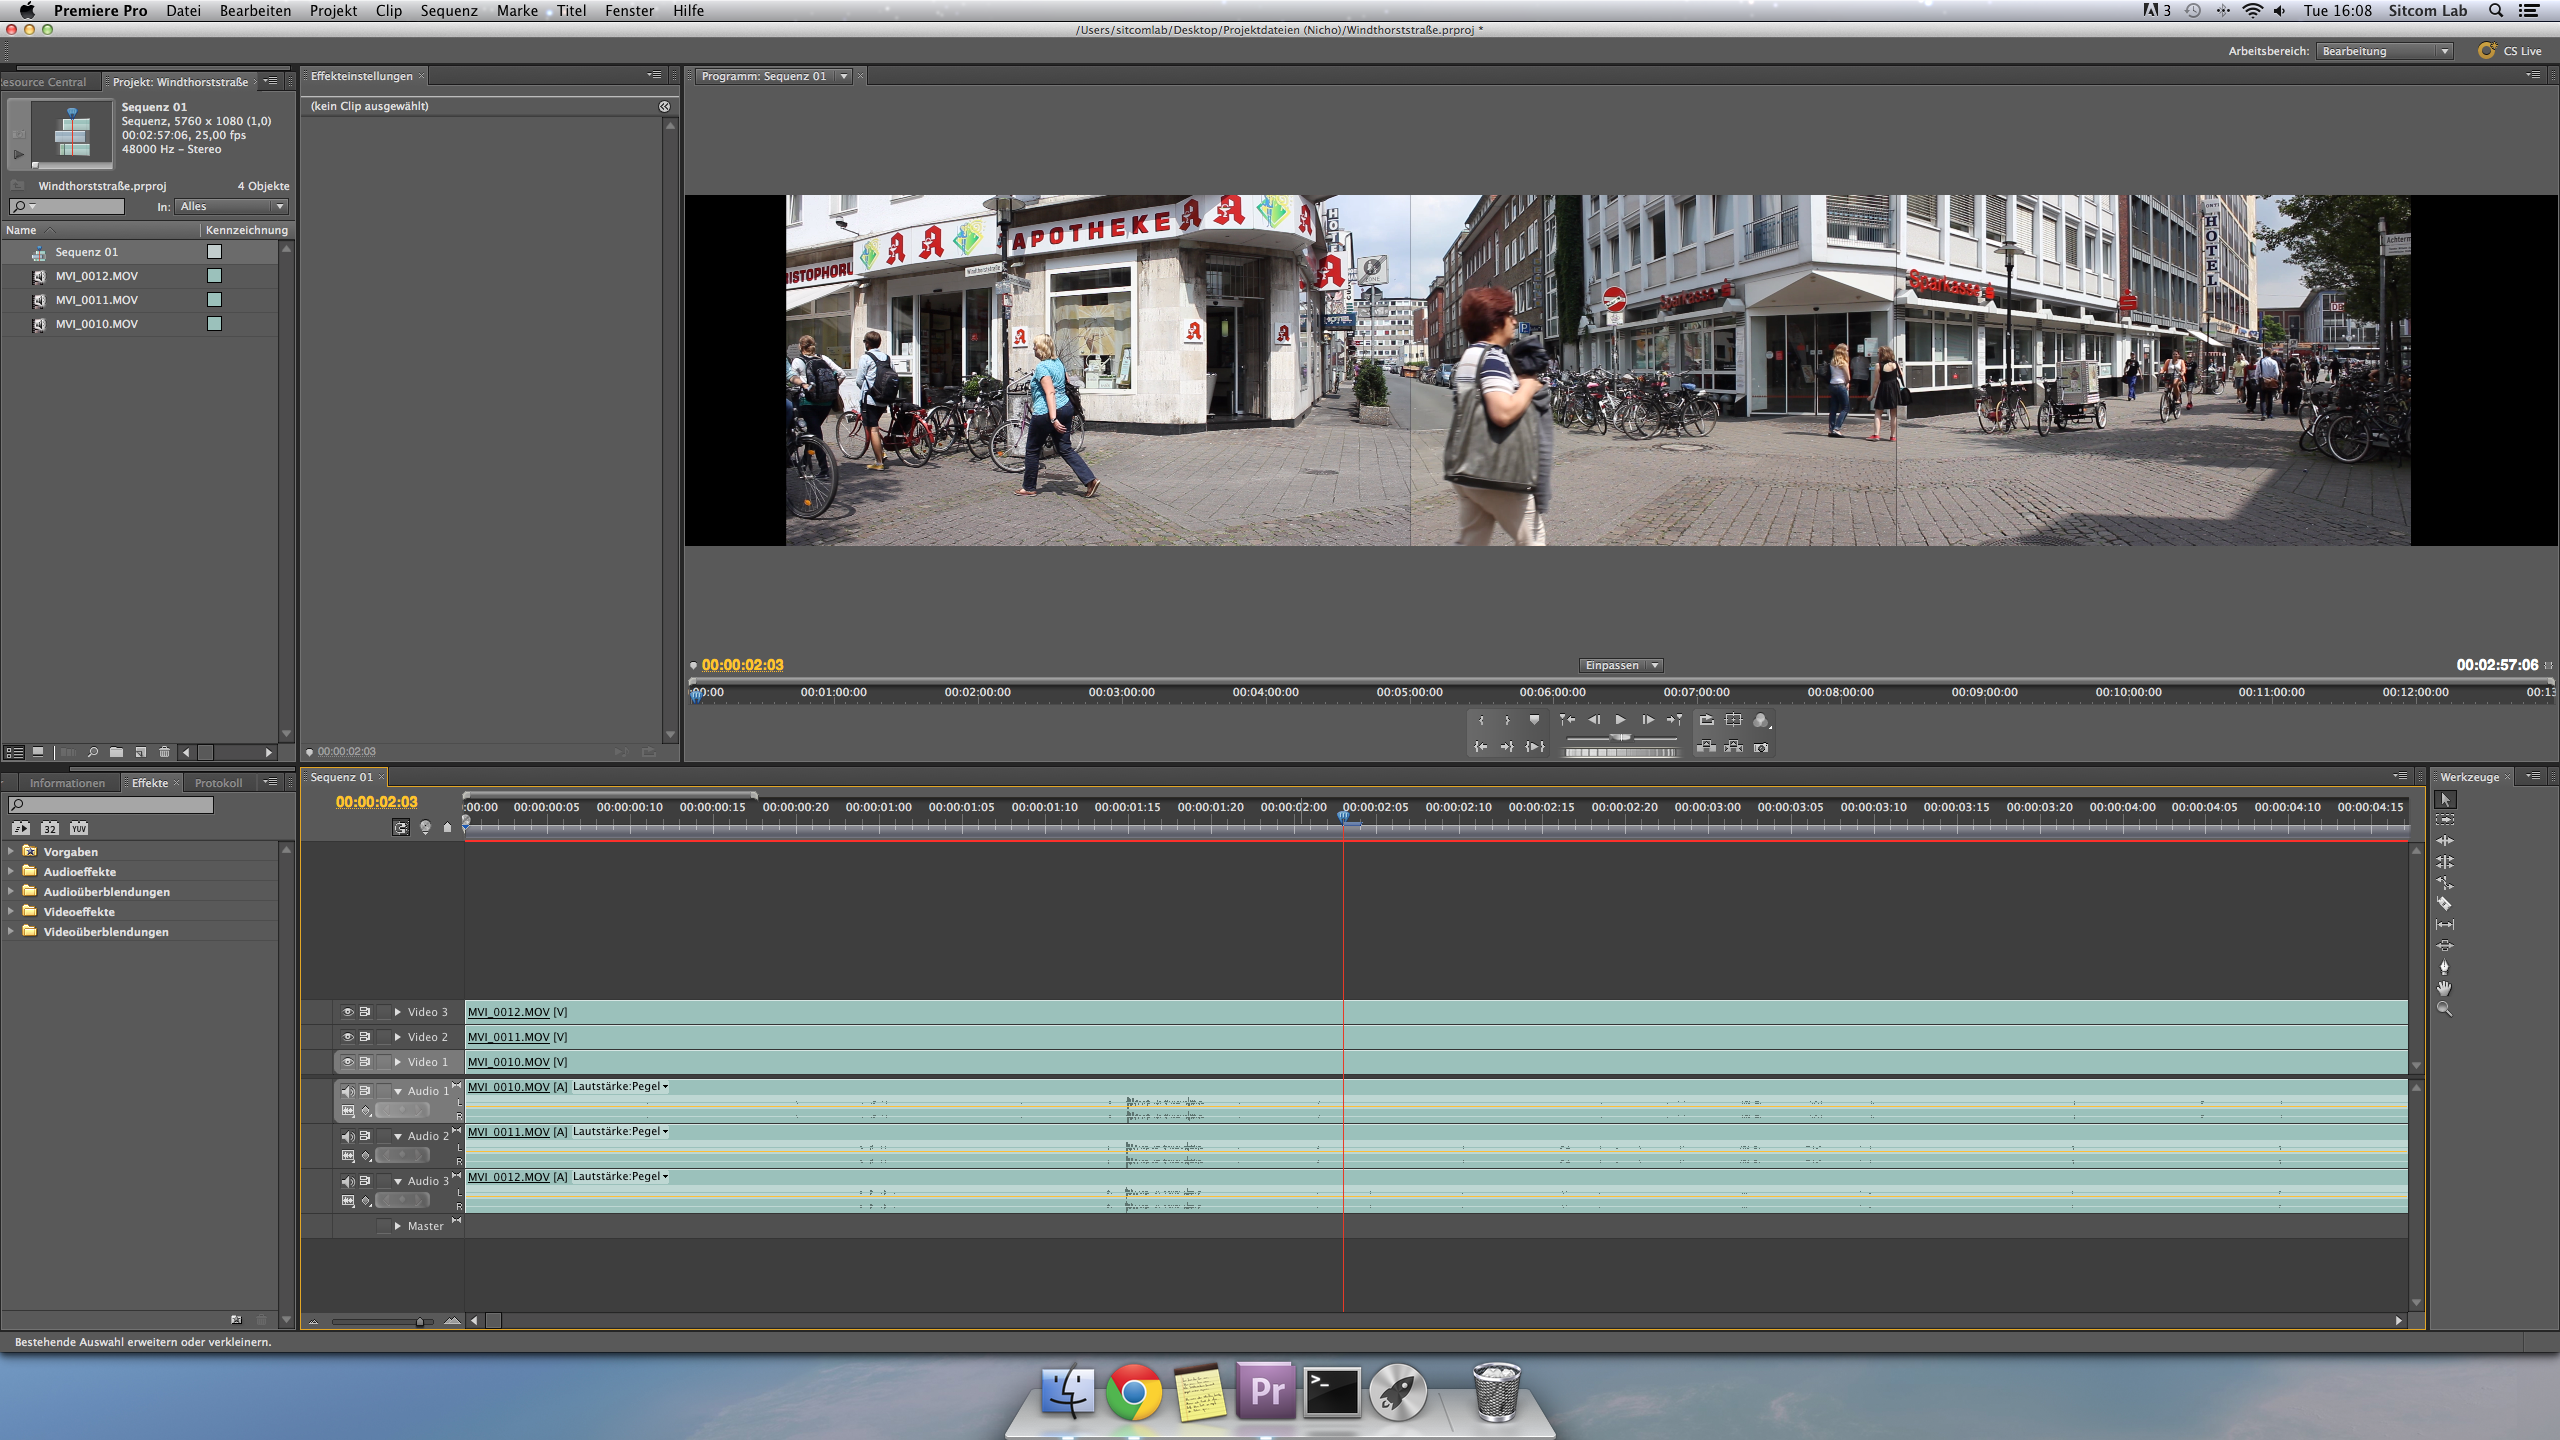 Premiere Pro Datei Bearbeiten Projekt Clip Sequenz Marke Titel Fenster Hilfe
3 Tue 16:08 Sitcom Lab
/Users/sitcomlab/Desktop/Projektdateien (Nicho)/Windthorststraße.prproj *
Arbeitsbereich: Bearbeitung CS Live
esource Central Projekt: Windthorststraße
Sequenz 01
Sequenz, 5760 x 1080 (1,0)
00:02:57:06, 25,00 fps
48000 Hz – Stereo
Windthorststraße.prproj 4 Objekte
In: Alles
Name Kennzeichnung
Sequenz 01
MVI_0012.MOV
MVI_0011.MOV
MVI_0010.MOV
Effekteinstellungen
(kein Clip ausgewählt)
00:00:02:03
Programm: Sequenz 01
ISTOPHORU
A A APOTHEKE A A A
Windthorststraße
A
A A A
HOTEL
P
Sparkasse
Sparkasse
HOTEL
Achterm
00:00:02:03 Einpassen 00:02:57:06
:00:00 00:01:00:00 00:02:00:00 00:03:00:00 00:04:00:00 00:05:00:00 00:06:00:00 00:07:00:00 00:08:00:00 00:09:00:00 00:10:00:00 00:11:00:00 00:12:00:00 00:13
Informationen Effekte Protokoll
32 YUV
Vorgaben
Audioeffekte
Audioüberblendungen
Videoeffekte
Videoüberblendungen
Sequenz 01
00:00:02:03
:00:00 00:00:00:05 00:00:00:10 00:00:00:15 00:00:00:20 00:00:01:00 00:00:01:05 00:00:01:10 00:00:01:15 00:00:01:20 00:00:02:00 00:00:02:05 00:00:02:10 00:00:02:15 00:00:02:20 00:00:03:00 00:00:03:05 00:00:03:10 00:00:03:15 00:00:03:20 00:00:04:00 00:00:04:05 00:00:04:10 00:00:04:15
Video 3 MVI_0012.MOV [V]
Video 2 MVI_0011.MOV [V]
Video 1 MVI_0010.MOV [V]
Audio 1 MVI_0010.MOV [A] Lautstärke:Pegel
L
R
Audio 2 MVI_0011.MOV [A] Lautstärke:Pegel
L
R
Audio 3 MVI_0012.MOV [A] Lautstärke:Pegel
L
R
Master
Werkzeuge
Bestehende Auswahl erweitern oder verkleinern.
Pr